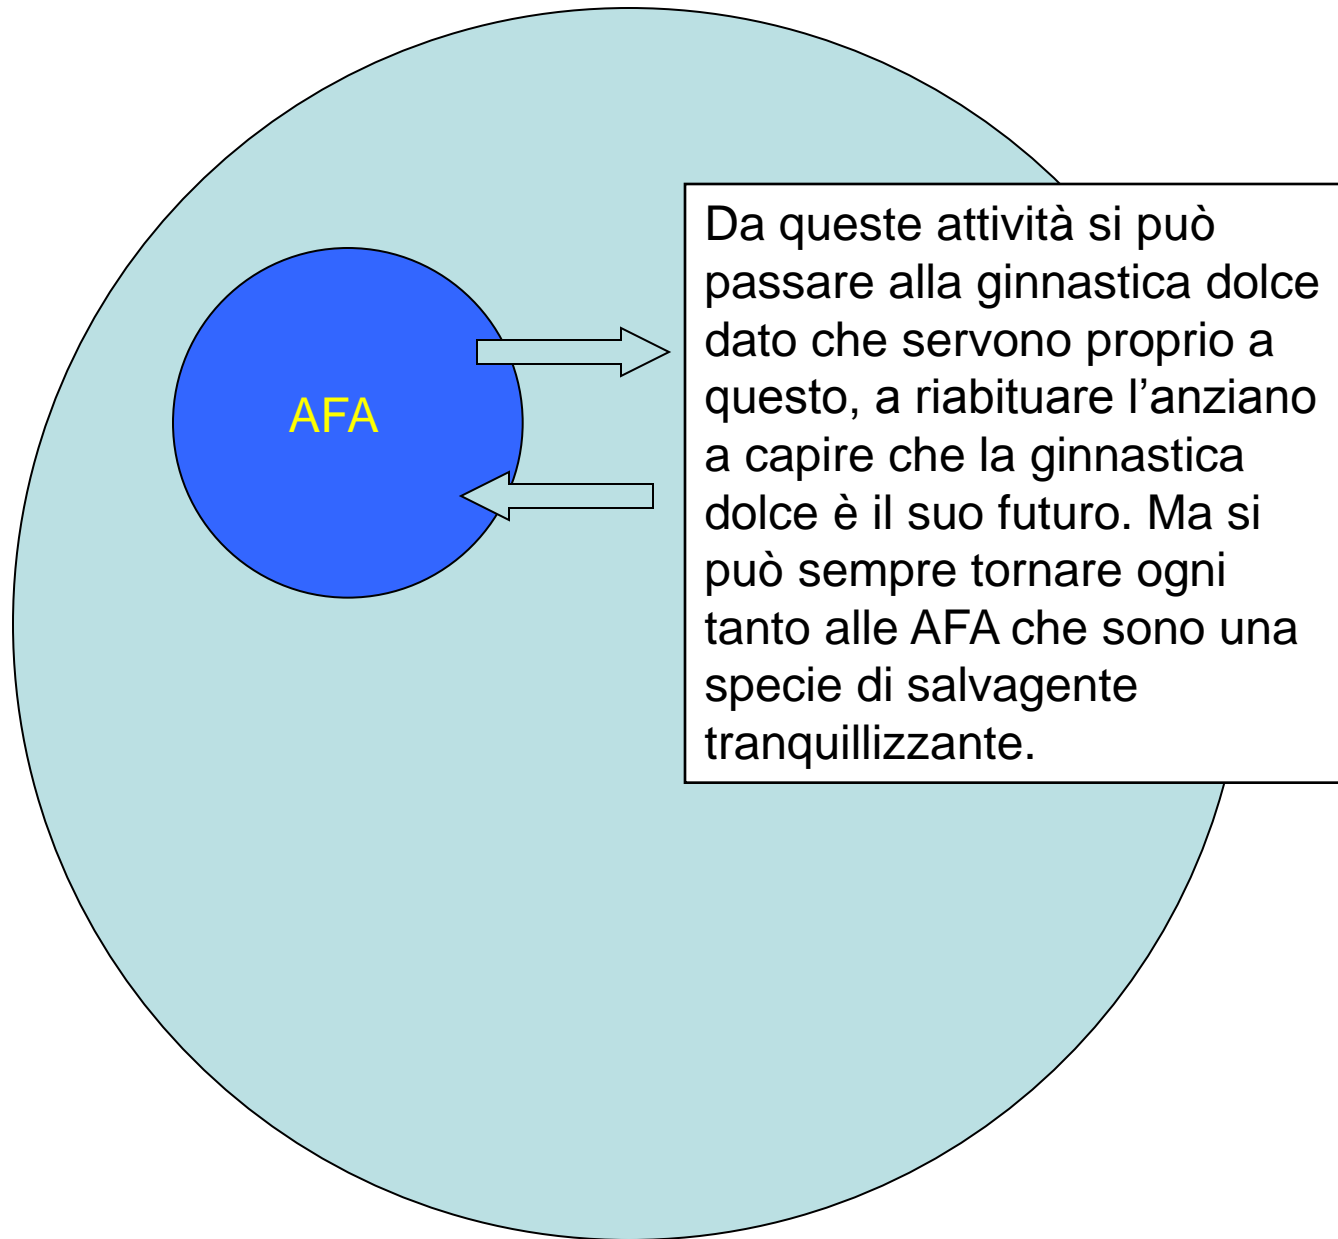 AFA
Da queste attività si può
passare alla ginnastica dolce
dato che servono proprio a
questo, a riabituare l’anziano
a capire che la ginnastica
dolce è il suo futuro. Ma si
può sempre tornare ogni
tanto alle AFA che sono una
specie di salvagente
tranquillizzante.